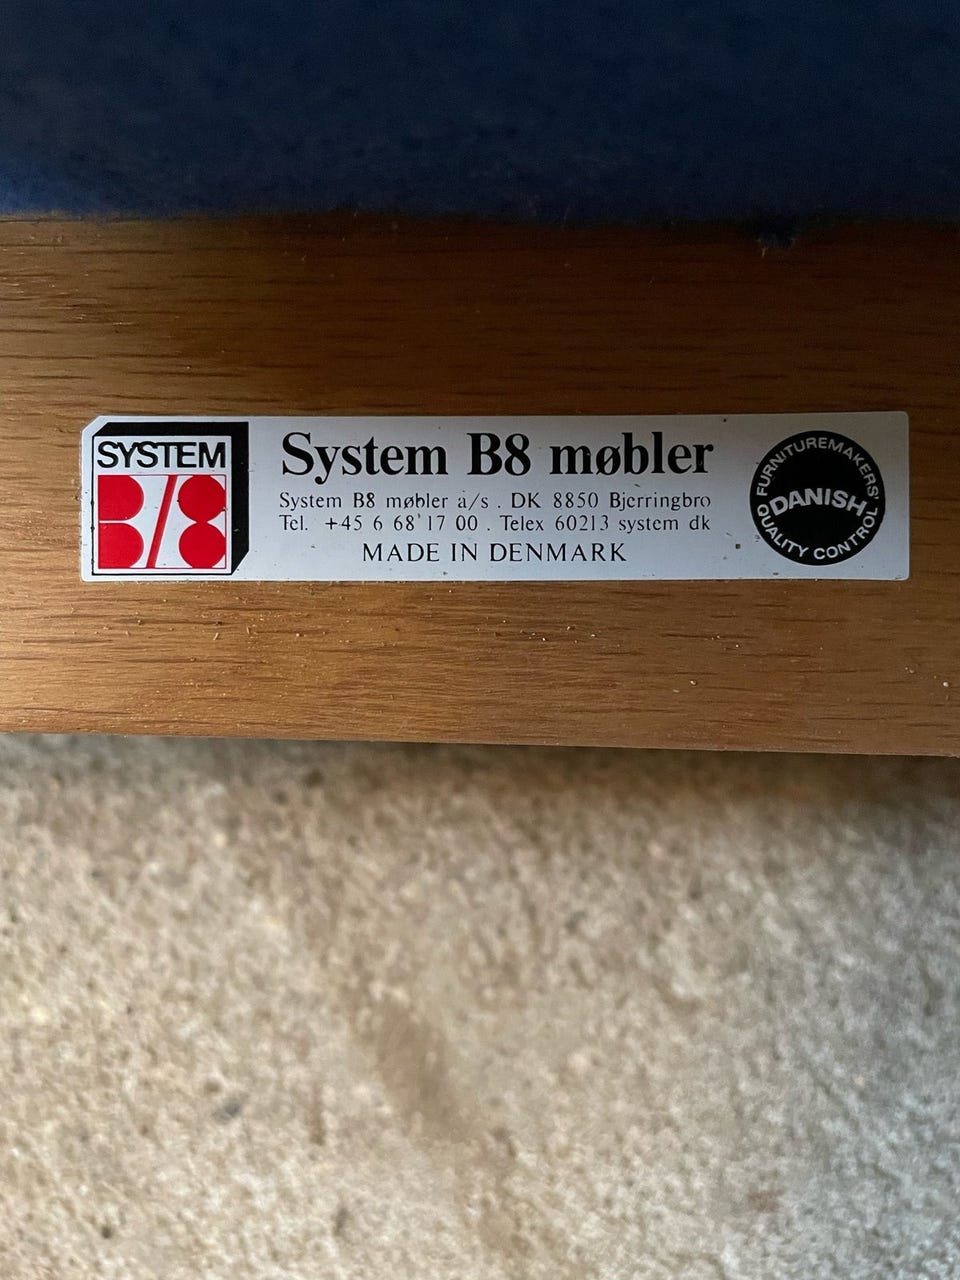 SYSTEM
B/8
System B8 møbler
System B8 møbler a/s . DK 8850 Bjerringbro
Tel. +45 6 68 17 00 . Telex 60213 system dk
MADE IN DENMARK
FURNITUREMAKERS'
DANISH
QUALITY CONTROL